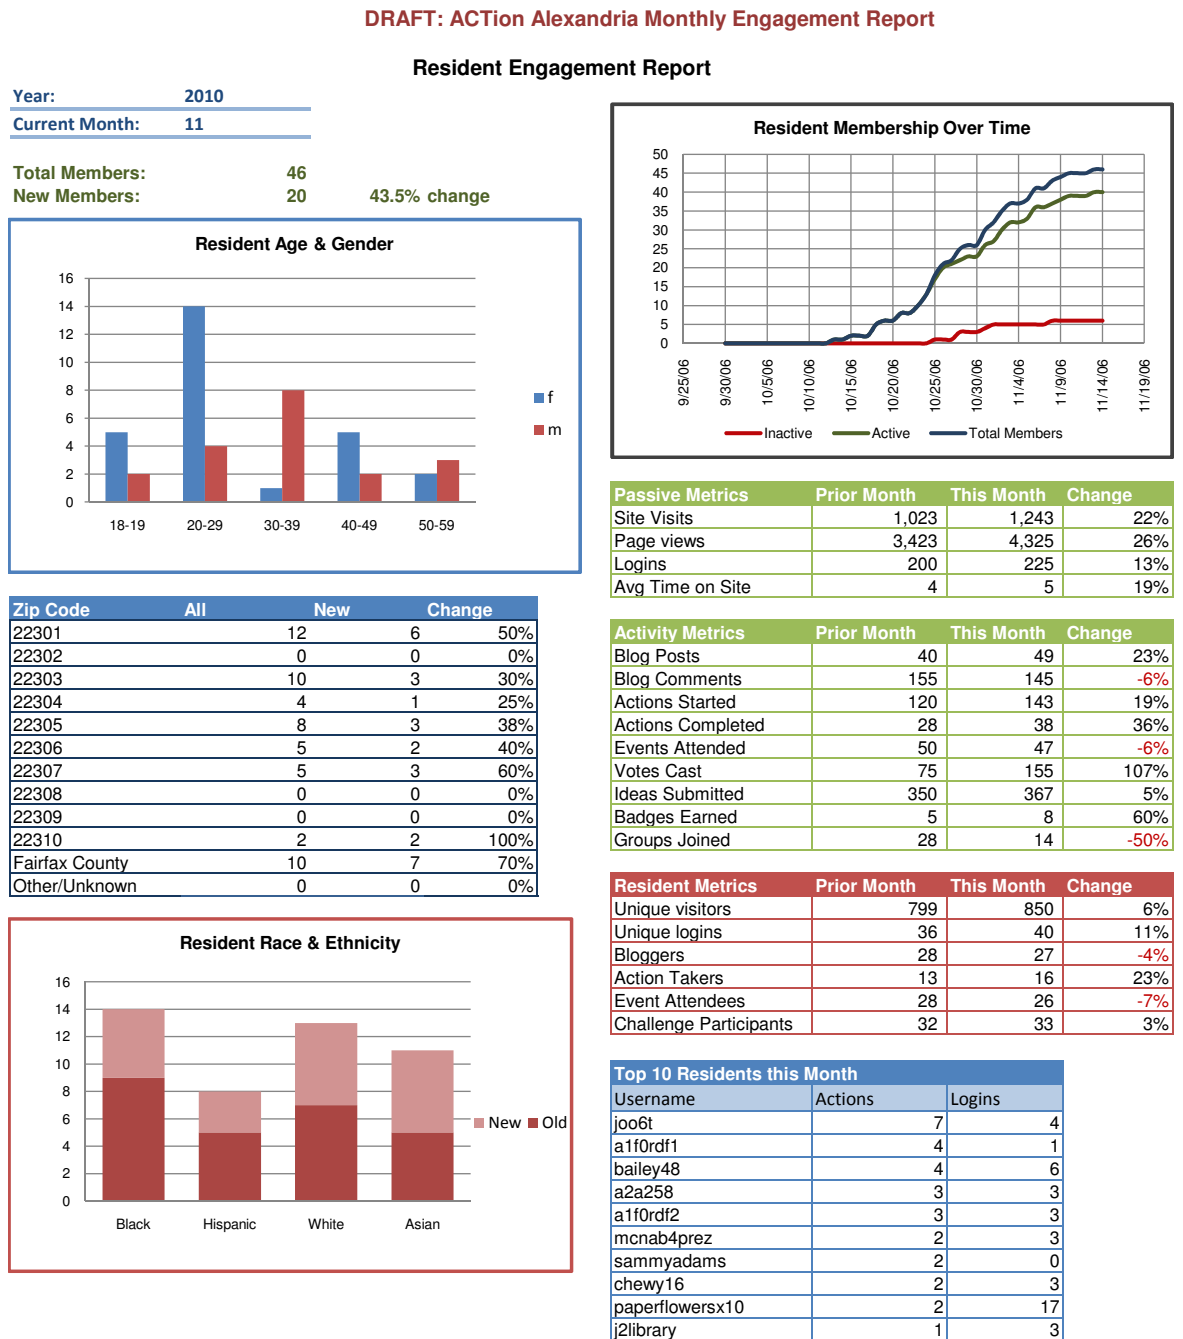 DRAFT: ACTion Alexandria Monthly Engagement Report
Resident Engagement Report
Year: 2010
Current Month: 11
Total Members: 46
New Members: 20 43.5% change
Resident Age & Gender
16
14
12
10
8
6
4
2
0
18-19 20-29 30-39 40-49 50-59
f
m
Zip Code All New Change
22301 12 6 50%
22302 0 0 0%
22303 10 3 30%
22304 4 1 25%
22305 8 3 38%
22306 5 2 40%
22307 5 3 60%
22308 0 0 0%
22309 0 0 0%
22310 2 2 100%
Fairfax County 10 7 70%
Other/Unknown 0 0 0%
Resident Race & Ethnicity
16
14
12
10
8
6
4
2
0
Black Hispanic White Asian
New Old
Resident Membership Over Time
50
45
40
35
30
25
20
15
10
5
0
9/25/06 9/30/06 10/5/06 10/10/06 10/15/06 10/20/06 10/25/06 10/30/06 11/4/06 11/9/06 11/14/06 11/19/06
Inactive Active Total Members
Passive Metrics Prior Month This Month Change
Site Visits 1,023 1,243 22%
Page views 3,423 4,325 26%
Logins 200 225 13%
Avg Time on Site 4 5 19%
Activity Metrics Prior Month This Month Change
Blog Posts 40 49 23%
Blog Comments 155 145 -6%
Actions Started 120 143 19%
Actions Completed 28 38 36%
Events Attended 50 47 -6%
Votes Cast 75 155 107%
Ideas Submitted 350 367 5%
Badges Earned 5 8 60%
Groups Joined 28 14 -50%
Resident Metrics Prior Month This Month Change
Unique visitors 799 850 6%
Unique logins 36 40 11%
Bloggers 28 27 -4%
Action Takers 13 16 23%
Event Attendees 28 26 -7%
Challenge Participants 32 33 3%
Top 10 Residents this Month
Username Actions Logins
joo6t 7 4
a1f0rdf1 4 1
bailey48 4 6
a2a258 3 3
a1f0rdf2 3 3
mcnab4prez 2 3
sammyadams 2 0
chewy16 2 3
paperflowersx10 2 17
j2library 1 3